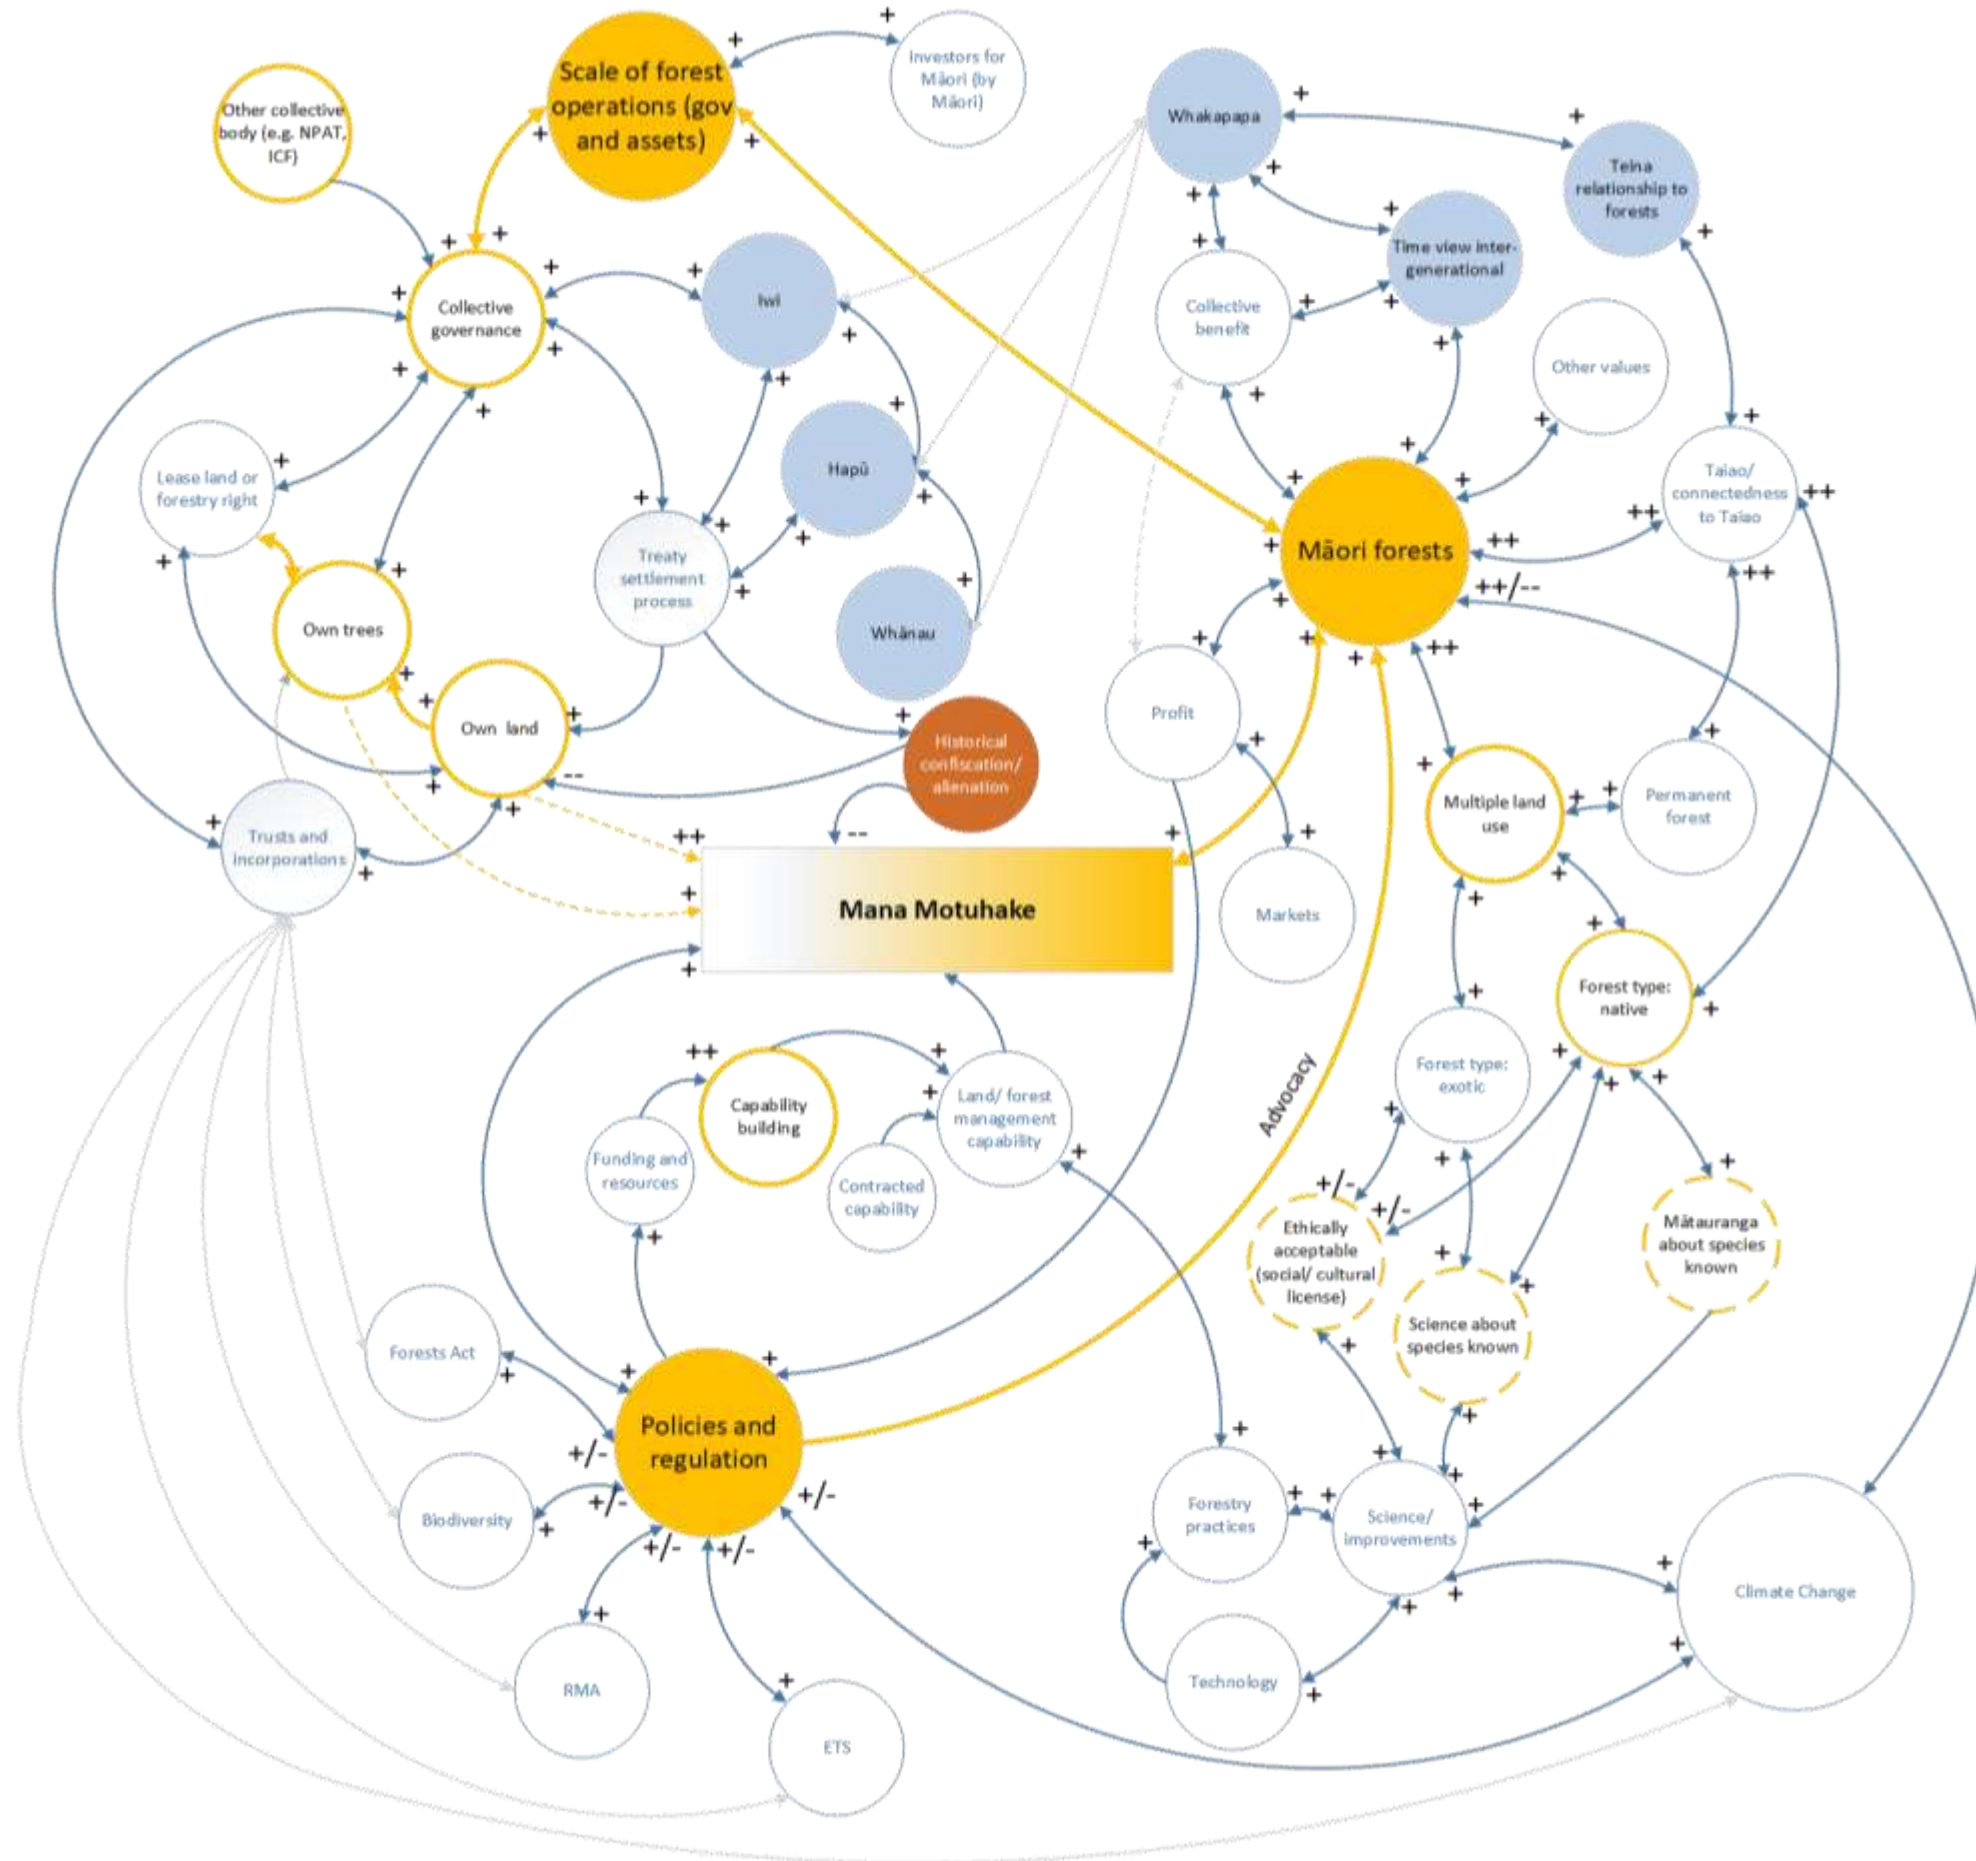 Scale of forest
operations (gov
and assets)
Investors for
Māori (by
Māori)
Other collective
body (e.g. NPAT,
ICF)
Whakapapa
Teina
relationship to
forests
Time view inter-
generational
Collective
governance
Iwi
Collective
benefit
Other values
Lease land or
forestry right
Hapū
Taiao/
connectedness
to Taiao
Māori forests
Treaty
settlement
process
Own trees
Whānau
Own land
Profit
Historical
confiscation/
alienation
Multiple land
use
Permanent
forest
Trusts and
incorporations
Mana Motuhake
Markets
Forest type:
native
Forest type:
exotic
Capability
building
Land/ forest
management
capability
Funding and
resources
Contracted
capability
Advocacy
Ethically
acceptable
(social/ cultural
license)
Mātauranga
about species
known
Science about
species known
Forests Act
Policies and
regulation
Biodiversity
Forestry
practices
Science/
improvements
Climate Change
RMA
Technology
ETS